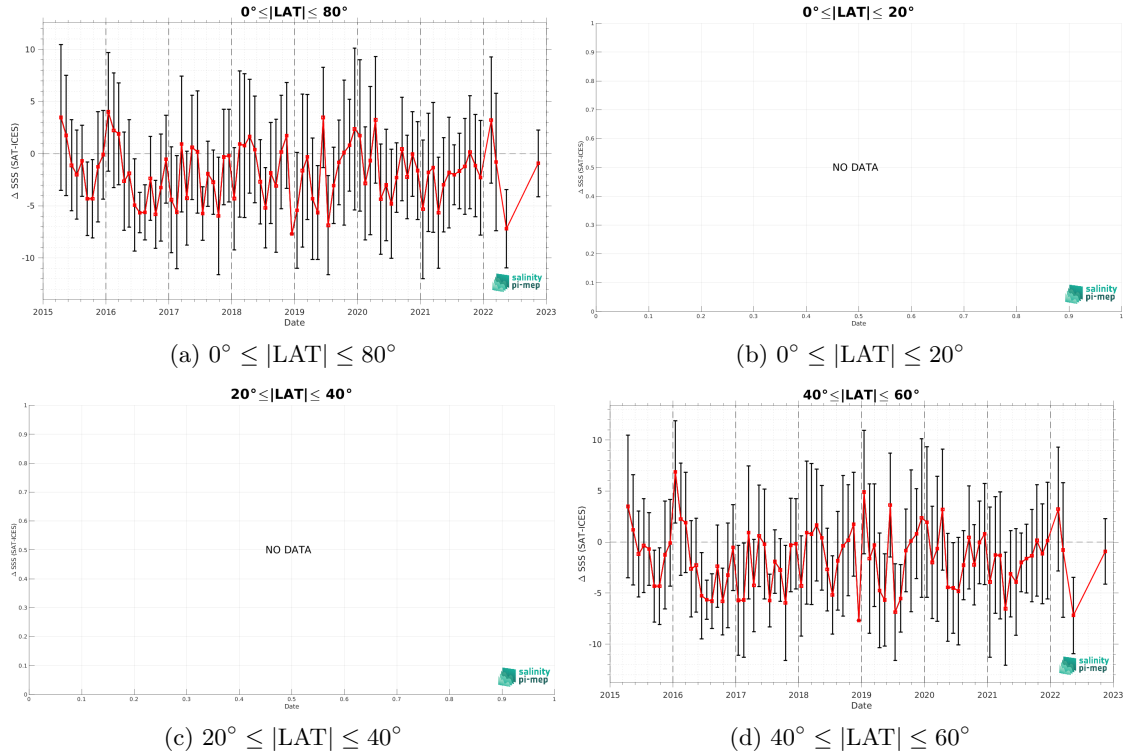 0°≤|LAT|≤ 80°
10
5
0
-5
-10
Δ SSS (SAT-ICES)
2015 2016 2017 2018 2019 2020 2021 2022 2023
Date
salinity
pi-mep
(a) 0° ≤ |LAT| ≤ 80°
0°≤|LAT|≤ 20°
1
0.9
0.8
0.7
0.6
0.5
0.4
0.3
0.2
0.1
0
Δ SSS (SAT-ICES)
NO DATA
0 0.1 0.2 0.3 0.4 0.5 0.6 0.7 0.8 0.9 1
Date
salinity
pi-mep
(b) 0° ≤ |LAT| ≤ 20°
20°≤|LAT|≤ 40°
1
0.9
0.8
0.7
0.6
0.5
0.4
0.3
0.2
0.1
0
Δ SSS (SAT-ICES)
NO DATA
0 0.1 0.2 0.3 0.4 0.5 0.6 0.7 0.8 0.9 1
Date
salinity
pi-mep
(c) 20° ≤ |LAT| ≤ 40°
40°≤|LAT|≤ 60°
10
5
0
-5
-10
Δ SSS (SAT-ICES)
2015 2016 2017 2018 2019 2020 2021 2022 2023
Date
salinity
pi-mep
(d) 40° ≤ |LAT| ≤ 60°